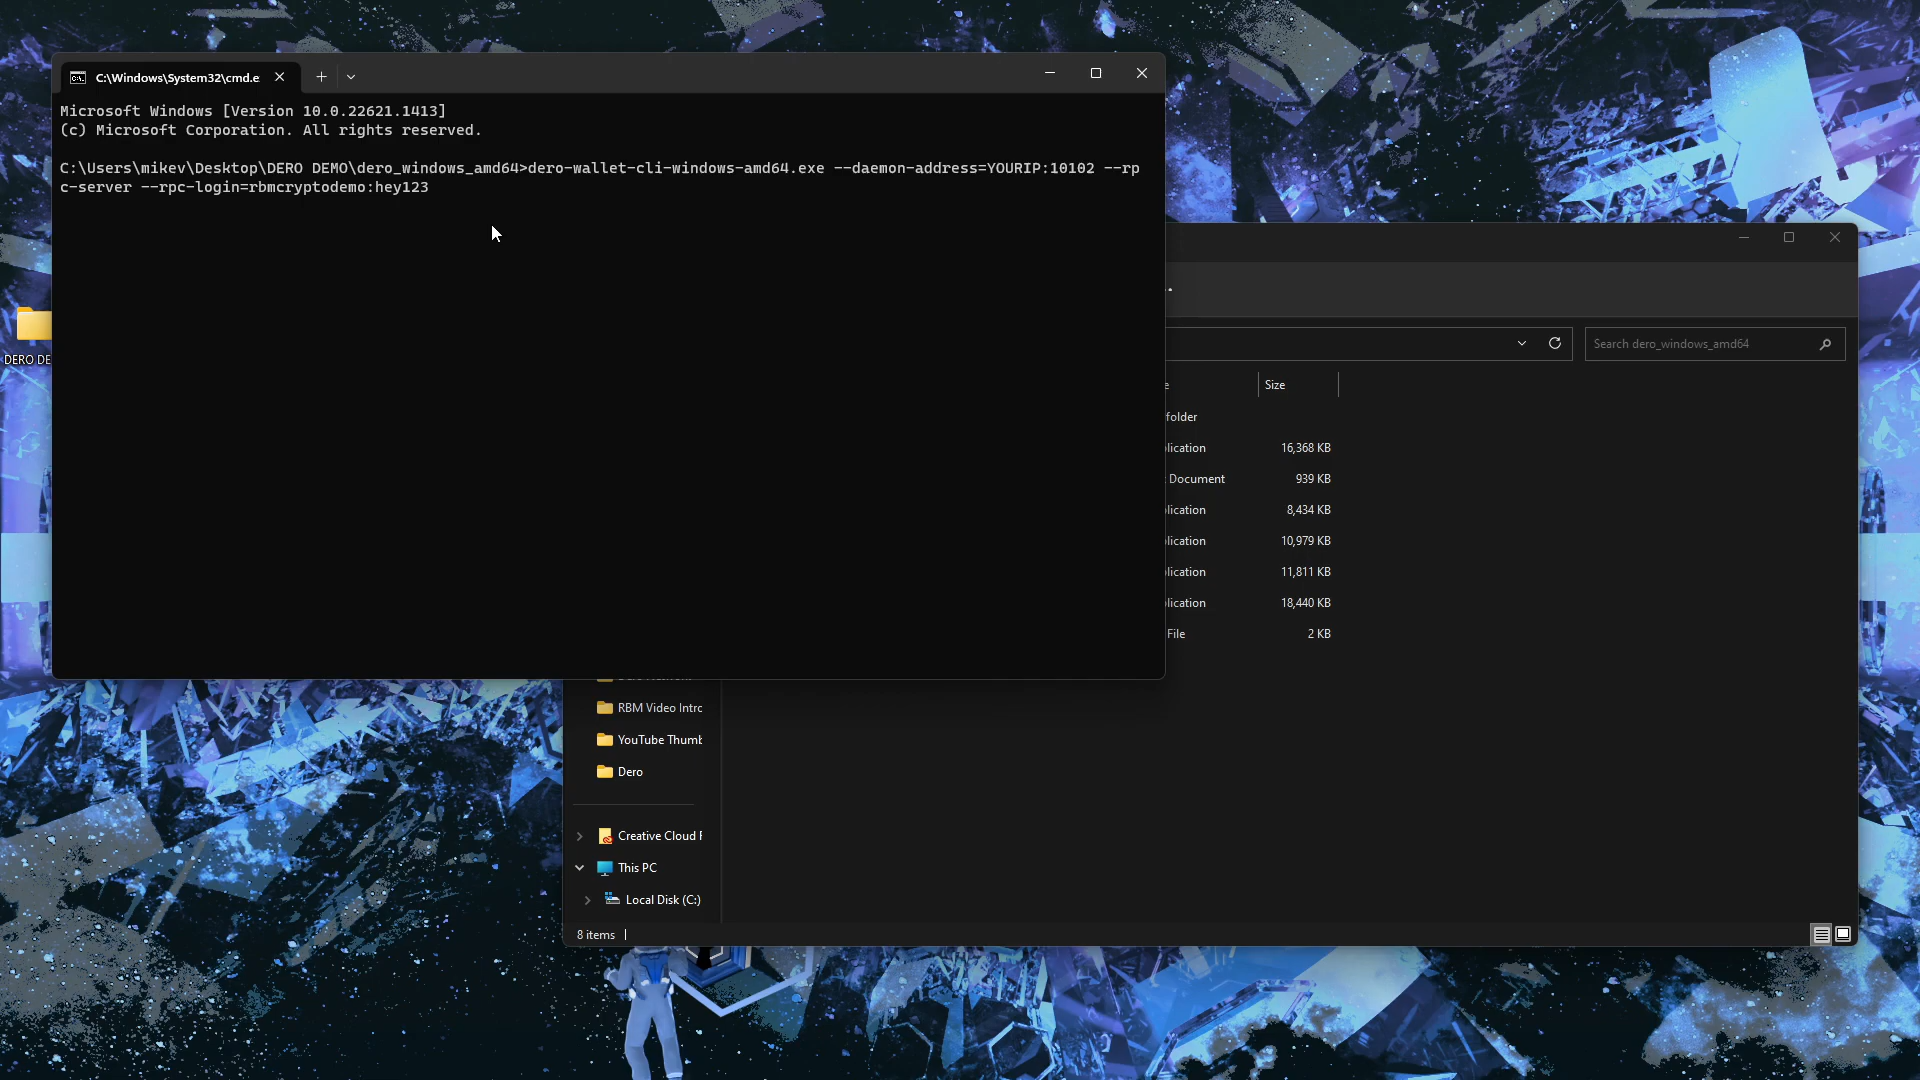 C:\Windows\System32\cmd.e
Microsoft Windows [Version 10.0.22621.1413]
(c) Microsoft Corporation. All rights reserved.
C:\Users\mikev\Desktop\DERO DEMO\dero_windows_amd64>dero-wallet-cli-windows-amd64.exe --daemon-address=YOURIP:10102 --rp
c-server --rpc-login=rbmcryptodemo:hey123
DERO DE
Search dero_windows_amd64
e Size
folder
lication 16,368 KB
Document 939 KB
lication 8,434 KB
lication 10,979 KB
lication 11,811 KB
lication 18,440 KB
File 2 KB
RBM Video Intro
YouTube Thumb
Dero
Creative Cloud F
This PC
Local Disk (C:)
8 items